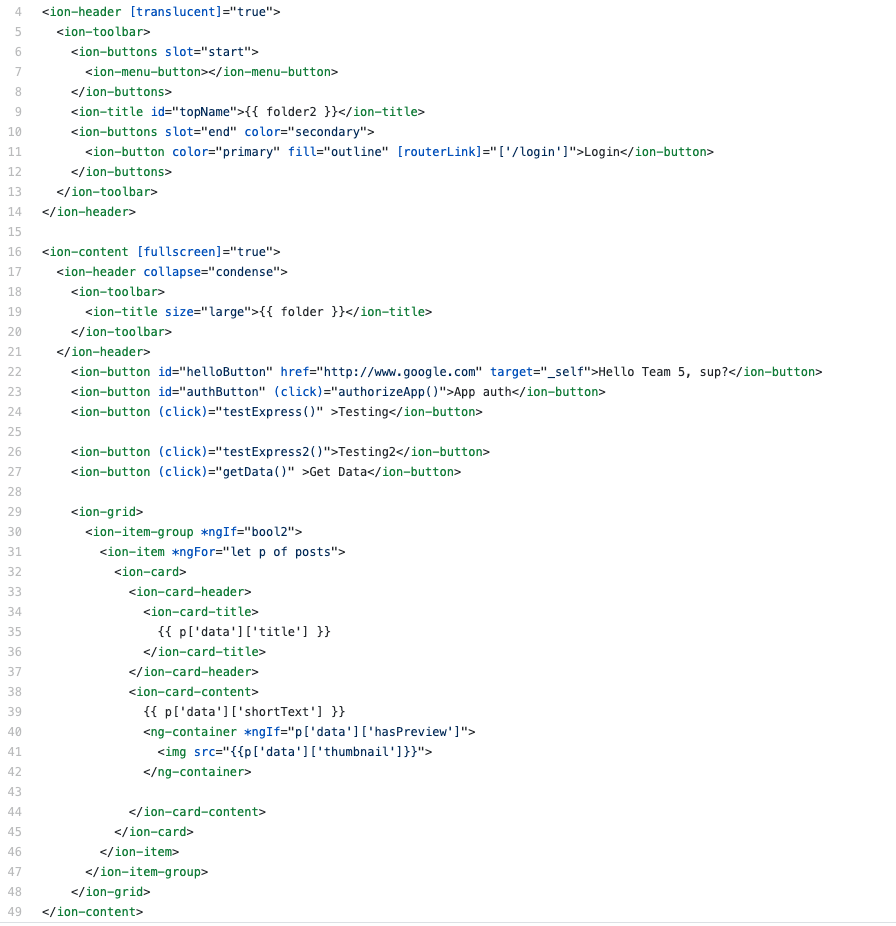 4 <ion-header [translucent]="true">
5   <ion-toolbar>
6     <ion-buttons slot="start">
7       <ion-menu-button></ion-menu-button>
8     </ion-buttons>
9     <ion-title id="topName">{{ folder2 }}</ion-title>
10     <ion-buttons slot="end" color="secondary">
11       <ion-button color="primary" fill="outline" [routerLink]="['/login']">Login</ion-button>
12     </ion-buttons>
13   </ion-toolbar>
14 </ion-header>
15
16 <ion-content [fullscreen]="true">
17   <ion-header collapse="condense">
18     <ion-toolbar>
19       <ion-title size="large">{{ folder }}</ion-title>
20     </ion-toolbar>
21   </ion-header>
22     <ion-button id="helloButton" href="http://www.google.com" target="_self">Hello Team 5, sup?</ion-button>
23     <ion-button id="authButton" (click)="authorizeApp()">App auth</ion-button>
24     <ion-button (click)="testExpress()" >Testing</ion-button>
25
26     <ion-button (click)="testExpress2()">Testing2</ion-button>
27     <ion-button (click)="getData()" >Get Data</ion-button>
28
29     <ion-grid>
30       <ion-item-group *ngIf="bool2">
31         <ion-item *ngFor="let p of posts">
32           <ion-card>
33             <ion-card-header>
34               <ion-card-title>
35                 {{ p['data']['title'] }}
36               </ion-card-title>
37             </ion-card-header>
38             <ion-card-content>
39               {{ p['data']['shortText'] }}
40               <ng-container *ngIf="p['data']['hasPreview']">
41                 <img src="{{p['data']['thumbnail']}}">
42               </ng-container>
43
44             </ion-card-content>
45           </ion-card>
46         </ion-item>
47       </ion-item-group>
48     </ion-grid>
49 </ion-content>